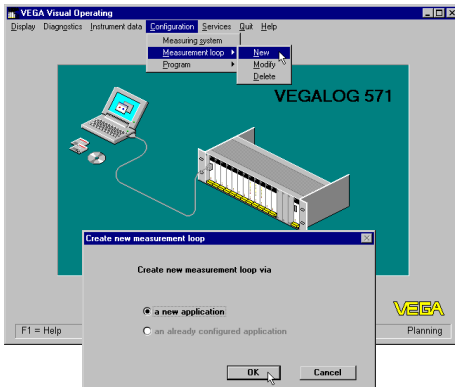 VEGA Visual Operating
Display Diagnostics Instrument data Configuration Services Quit Help
Measuring system
Measurement loop New
Program Modify
Delete
VEGALOG 571
Create new measurement loop
Create new measurement loop via
a new application
an already configured application
OK Cancel
VEGA
F1 = Help Planning